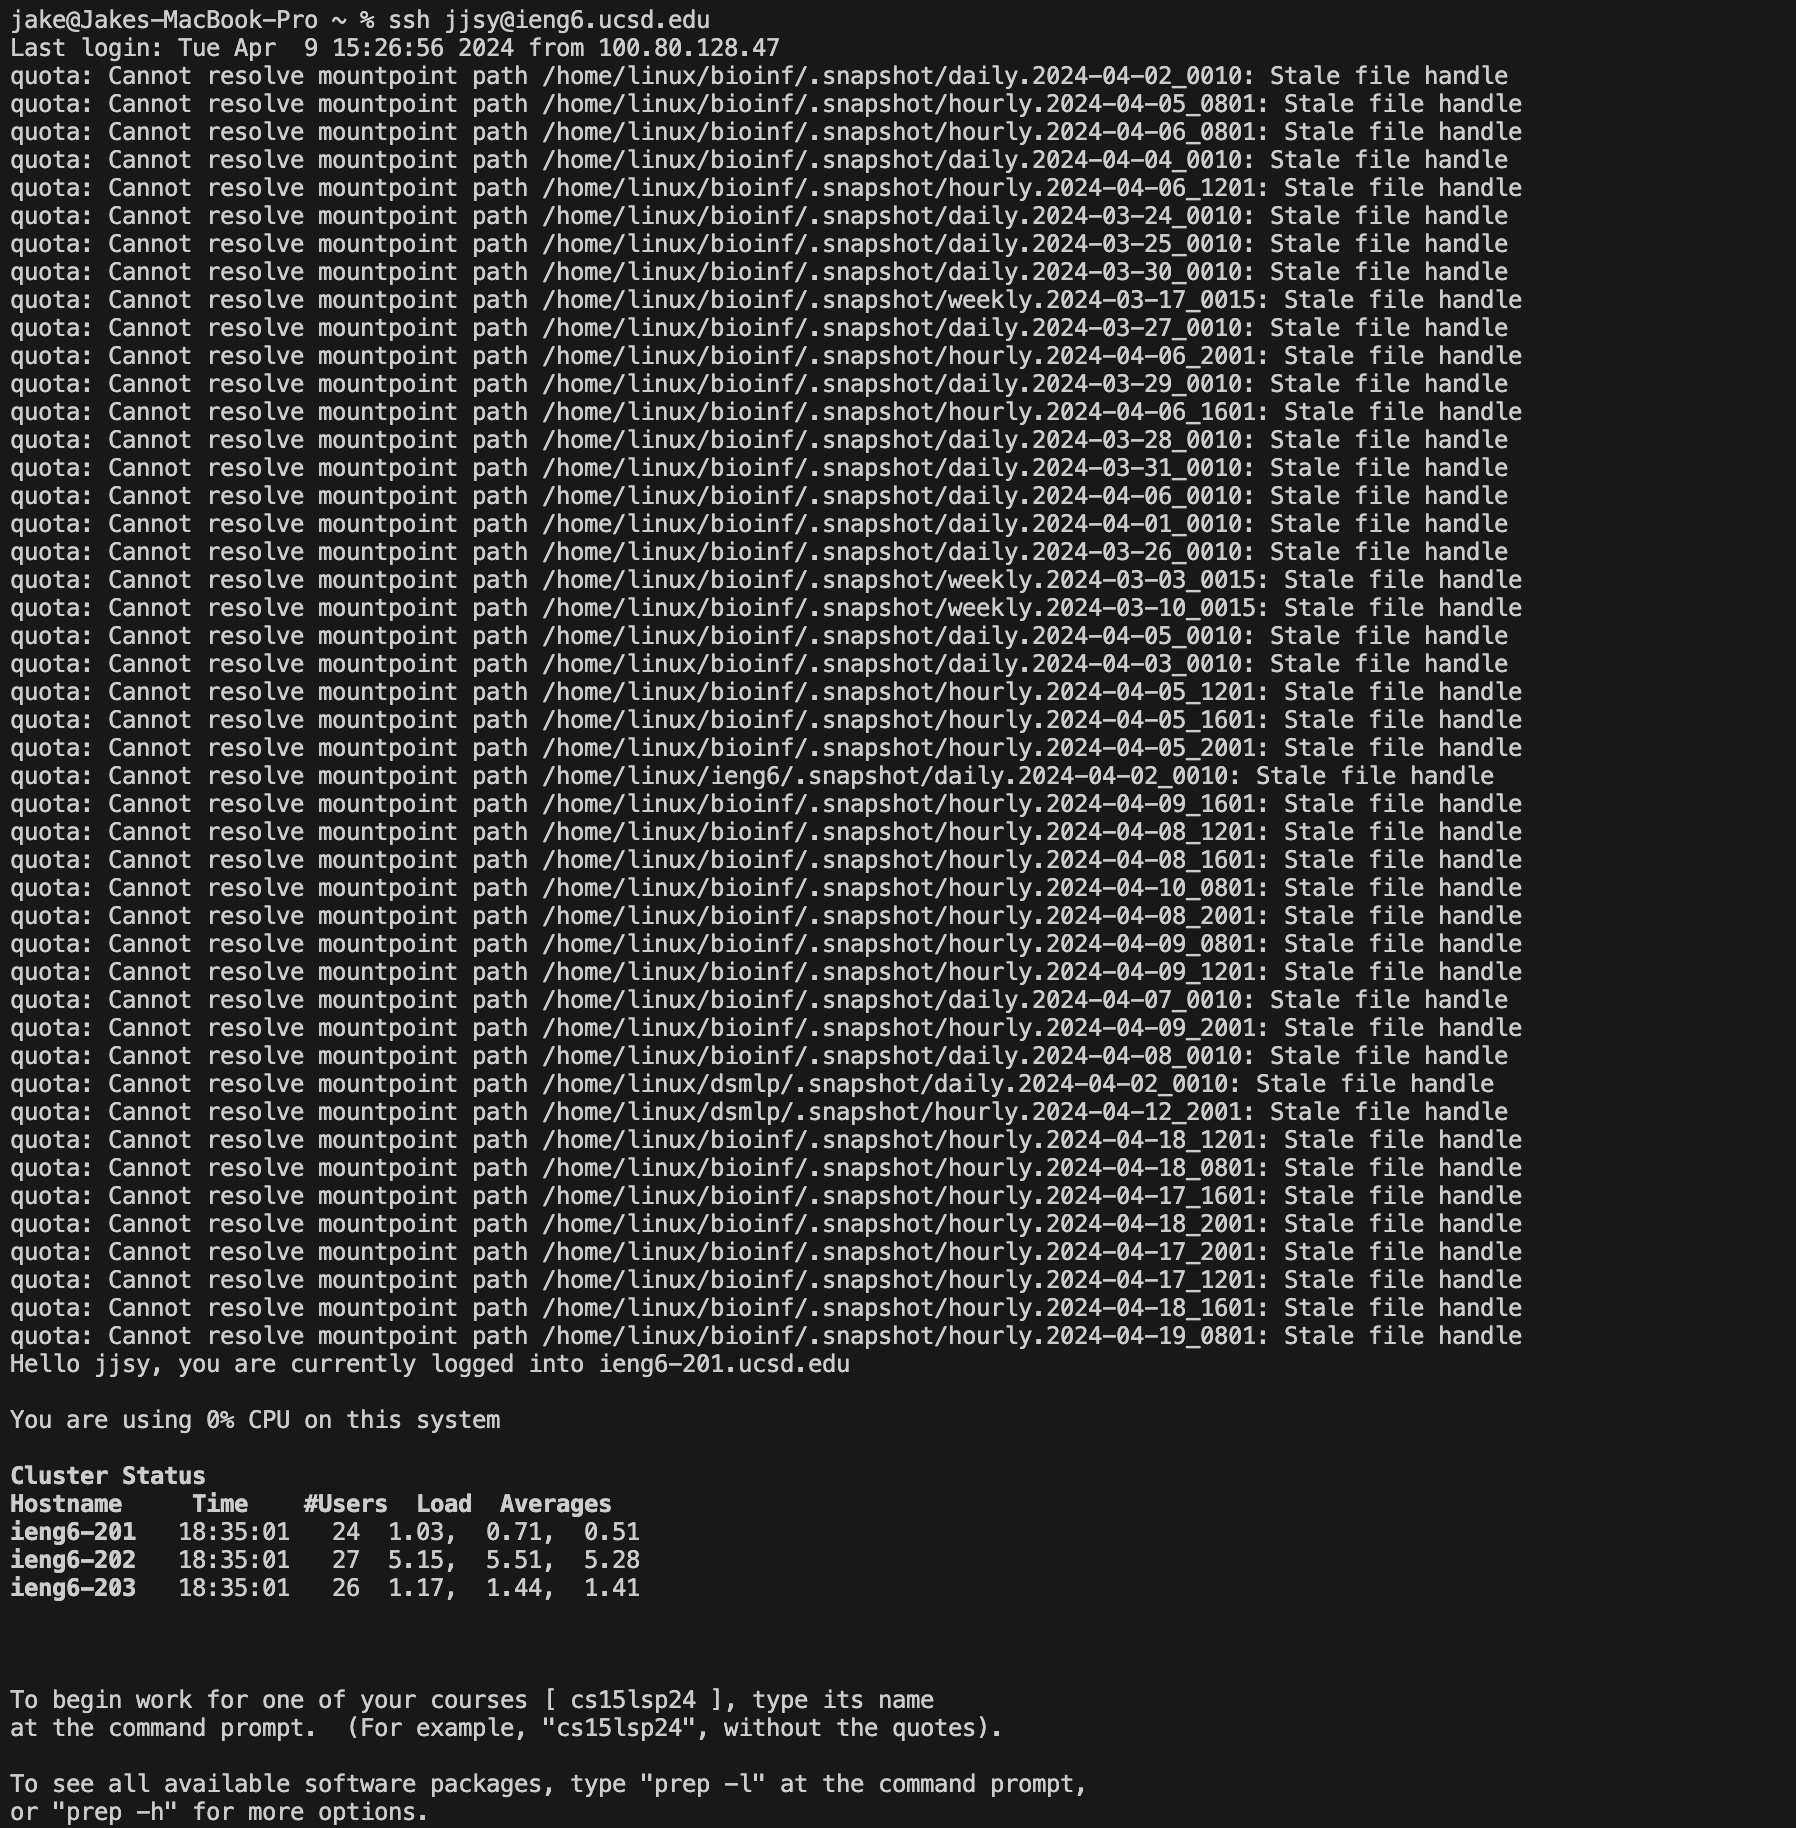 jake@Jakes-MacBook-Pro ~ % ssh jjsy@ieng6.ucsd.edu
Last login: Tue Apr  9 15:26:56 2024 from 100.80.128.47
quota: Cannot resolve mountpoint path /home/linux/bioinf/.snapshot/daily.2024-04-02_0010: Stale file handle
quota: Cannot resolve mountpoint path /home/linux/bioinf/.snapshot/hourly.2024-04-05_0801: Stale file handle
quota: Cannot resolve mountpoint path /home/linux/bioinf/.snapshot/hourly.2024-04-06_0801: Stale file handle
quota: Cannot resolve mountpoint path /home/linux/bioinf/.snapshot/daily.2024-04-04_0010: Stale file handle
quota: Cannot resolve mountpoint path /home/linux/bioinf/.snapshot/hourly.2024-04-06_1201: Stale file handle
quota: Cannot resolve mountpoint path /home/linux/bioinf/.snapshot/daily.2024-03-24_0010: Stale file handle
quota: Cannot resolve mountpoint path /home/linux/bioinf/.snapshot/daily.2024-03-25_0010: Stale file handle
quota: Cannot resolve mountpoint path /home/linux/bioinf/.snapshot/daily.2024-03-30_0010: Stale file handle
quota: Cannot resolve mountpoint path /home/linux/bioinf/.snapshot/weekly.2024-03-17_0015: Stale file handle
quota: Cannot resolve mountpoint path /home/linux/bioinf/.snapshot/daily.2024-03-27_0010: Stale file handle
quota: Cannot resolve mountpoint path /home/linux/bioinf/.snapshot/hourly.2024-04-06_2001: Stale file handle
quota: Cannot resolve mountpoint path /home/linux/bioinf/.snapshot/daily.2024-03-29_0010: Stale file handle
quota: Cannot resolve mountpoint path /home/linux/bioinf/.snapshot/hourly.2024-04-06_1601: Stale file handle
quota: Cannot resolve mountpoint path /home/linux/bioinf/.snapshot/daily.2024-03-28_0010: Stale file handle
quota: Cannot resolve mountpoint path /home/linux/bioinf/.snapshot/daily.2024-03-31_0010: Stale file handle
quota: Cannot resolve mountpoint path /home/linux/bioinf/.snapshot/daily.2024-04-06_0010: Stale file handle
quota: Cannot resolve mountpoint path /home/linux/bioinf/.snapshot/daily.2024-04-01_0010: Stale file handle
quota: Cannot resolve mountpoint path /home/linux/bioinf/.snapshot/daily.2024-03-26_0010: Stale file handle
quota: Cannot resolve mountpoint path /home/linux/bioinf/.snapshot/weekly.2024-03-03_0015: Stale file handle
quota: Cannot resolve mountpoint path /home/linux/bioinf/.snapshot/weekly.2024-03-10_0015: Stale file handle
quota: Cannot resolve mountpoint path /home/linux/bioinf/.snapshot/daily.2024-04-05_0010: Stale file handle
quota: Cannot resolve mountpoint path /home/linux/bioinf/.snapshot/daily.2024-04-03_0010: Stale file handle
quota: Cannot resolve mountpoint path /home/linux/bioinf/.snapshot/hourly.2024-04-05_1201: Stale file handle
quota: Cannot resolve mountpoint path /home/linux/bioinf/.snapshot/hourly.2024-04-05_1601: Stale file handle
quota: Cannot resolve mountpoint path /home/linux/bioinf/.snapshot/hourly.2024-04-05_2001: Stale file handle
quota: Cannot resolve mountpoint path /home/linux/ieng6/.snapshot/daily.2024-04-02_0010: Stale file handle
quota: Cannot resolve mountpoint path /home/linux/bioinf/.snapshot/hourly.2024-04-09_1601: Stale file handle
quota: Cannot resolve mountpoint path /home/linux/bioinf/.snapshot/hourly.2024-04-08_1201: Stale file handle
quota: Cannot resolve mountpoint path /home/linux/bioinf/.snapshot/hourly.2024-04-08_1601: Stale file handle
quota: Cannot resolve mountpoint path /home/linux/bioinf/.snapshot/hourly.2024-04-10_0801: Stale file handle
quota: Cannot resolve mountpoint path /home/linux/bioinf/.snapshot/hourly.2024-04-08_2001: Stale file handle
quota: Cannot resolve mountpoint path /home/linux/bioinf/.snapshot/hourly.2024-04-09_0801: Stale file handle
quota: Cannot resolve mountpoint path /home/linux/bioinf/.snapshot/hourly.2024-04-09_1201: Stale file handle
quota: Cannot resolve mountpoint path /home/linux/bioinf/.snapshot/daily.2024-04-07_0010: Stale file handle
quota: Cannot resolve mountpoint path /home/linux/bioinf/.snapshot/hourly.2024-04-09_2001: Stale file handle
quota: Cannot resolve mountpoint path /home/linux/bioinf/.snapshot/daily.2024-04-08_0010: Stale file handle
quota: Cannot resolve mountpoint path /home/linux/dsmlp/.snapshot/daily.2024-04-02_0010: Stale file handle
quota: Cannot resolve mountpoint path /home/linux/dsmlp/.snapshot/hourly.2024-04-12_2001: Stale file handle
quota: Cannot resolve mountpoint path /home/linux/bioinf/.snapshot/hourly.2024-04-18_1201: Stale file handle
quota: Cannot resolve mountpoint path /home/linux/bioinf/.snapshot/hourly.2024-04-18_0801: Stale file handle
quota: Cannot resolve mountpoint path /home/linux/bioinf/.snapshot/hourly.2024-04-17_1601: Stale file handle
quota: Cannot resolve mountpoint path /home/linux/bioinf/.snapshot/hourly.2024-04-18_2001: Stale file handle
quota: Cannot resolve mountpoint path /home/linux/bioinf/.snapshot/hourly.2024-04-17_2001: Stale file handle
quota: Cannot resolve mountpoint path /home/linux/bioinf/.snapshot/hourly.2024-04-17_1201: Stale file handle
quota: Cannot resolve mountpoint path /home/linux/bioinf/.snapshot/hourly.2024-04-18_1601: Stale file handle
quota: Cannot resolve mountpoint path /home/linux/bioinf/.snapshot/hourly.2024-04-19_0801: Stale file handle
Hello jjsy, you are currently logged into ieng6-201.ucsd.edu

You are using 0% CPU on this system

Cluster Status
Hostname     Time    #Users  Load  Averages
ieng6-201   18:35:01   24  1.03,  0.71,  0.51
ieng6-202   18:35:01   27  5.15,  5.51,  5.28
ieng6-203   18:35:01   26  1.17,  1.44,  1.41

To begin work for one of your courses [ cs15lsp24 ], type its name
at the command prompt.  (For example, "cs15lsp24", without the quotes).

To see all available software packages, type "prep -l" at the command prompt,
or "prep -h" for more options.